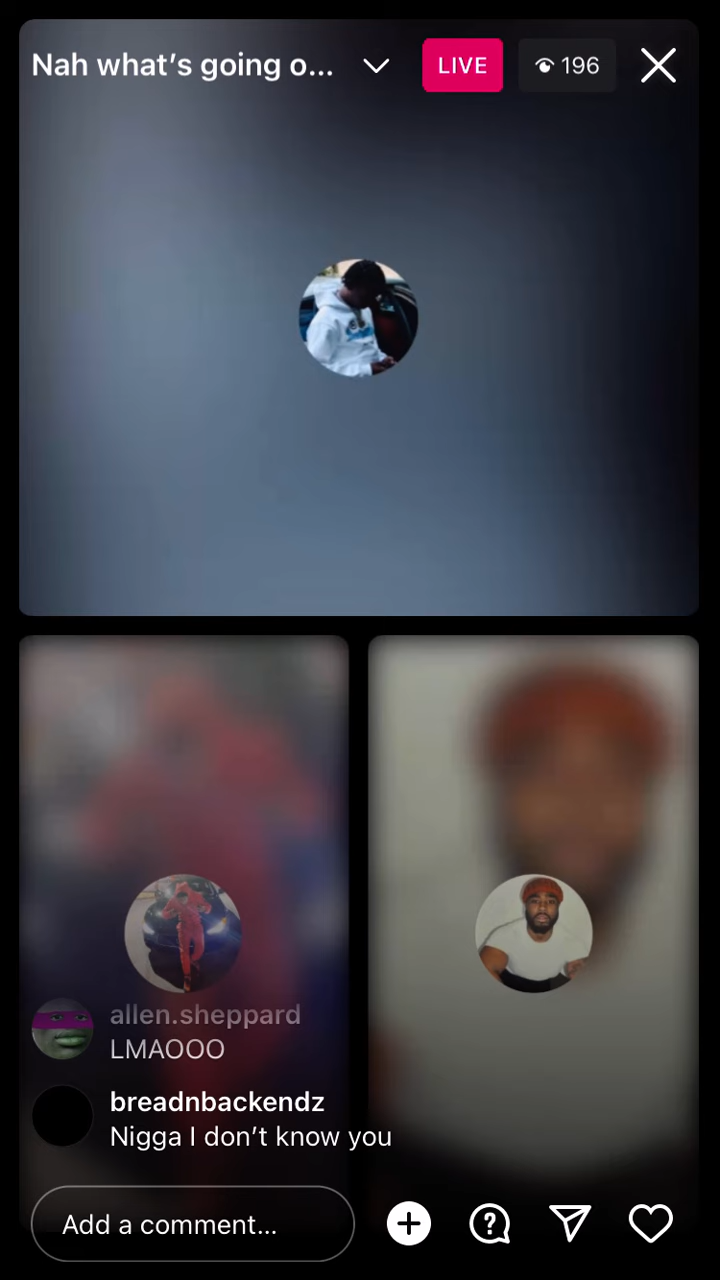 Nah what's going o...
LIVE
196
allen.sheppard
LMAOOO
breadnbackendz
Nigga I don't know you
Add a comment...